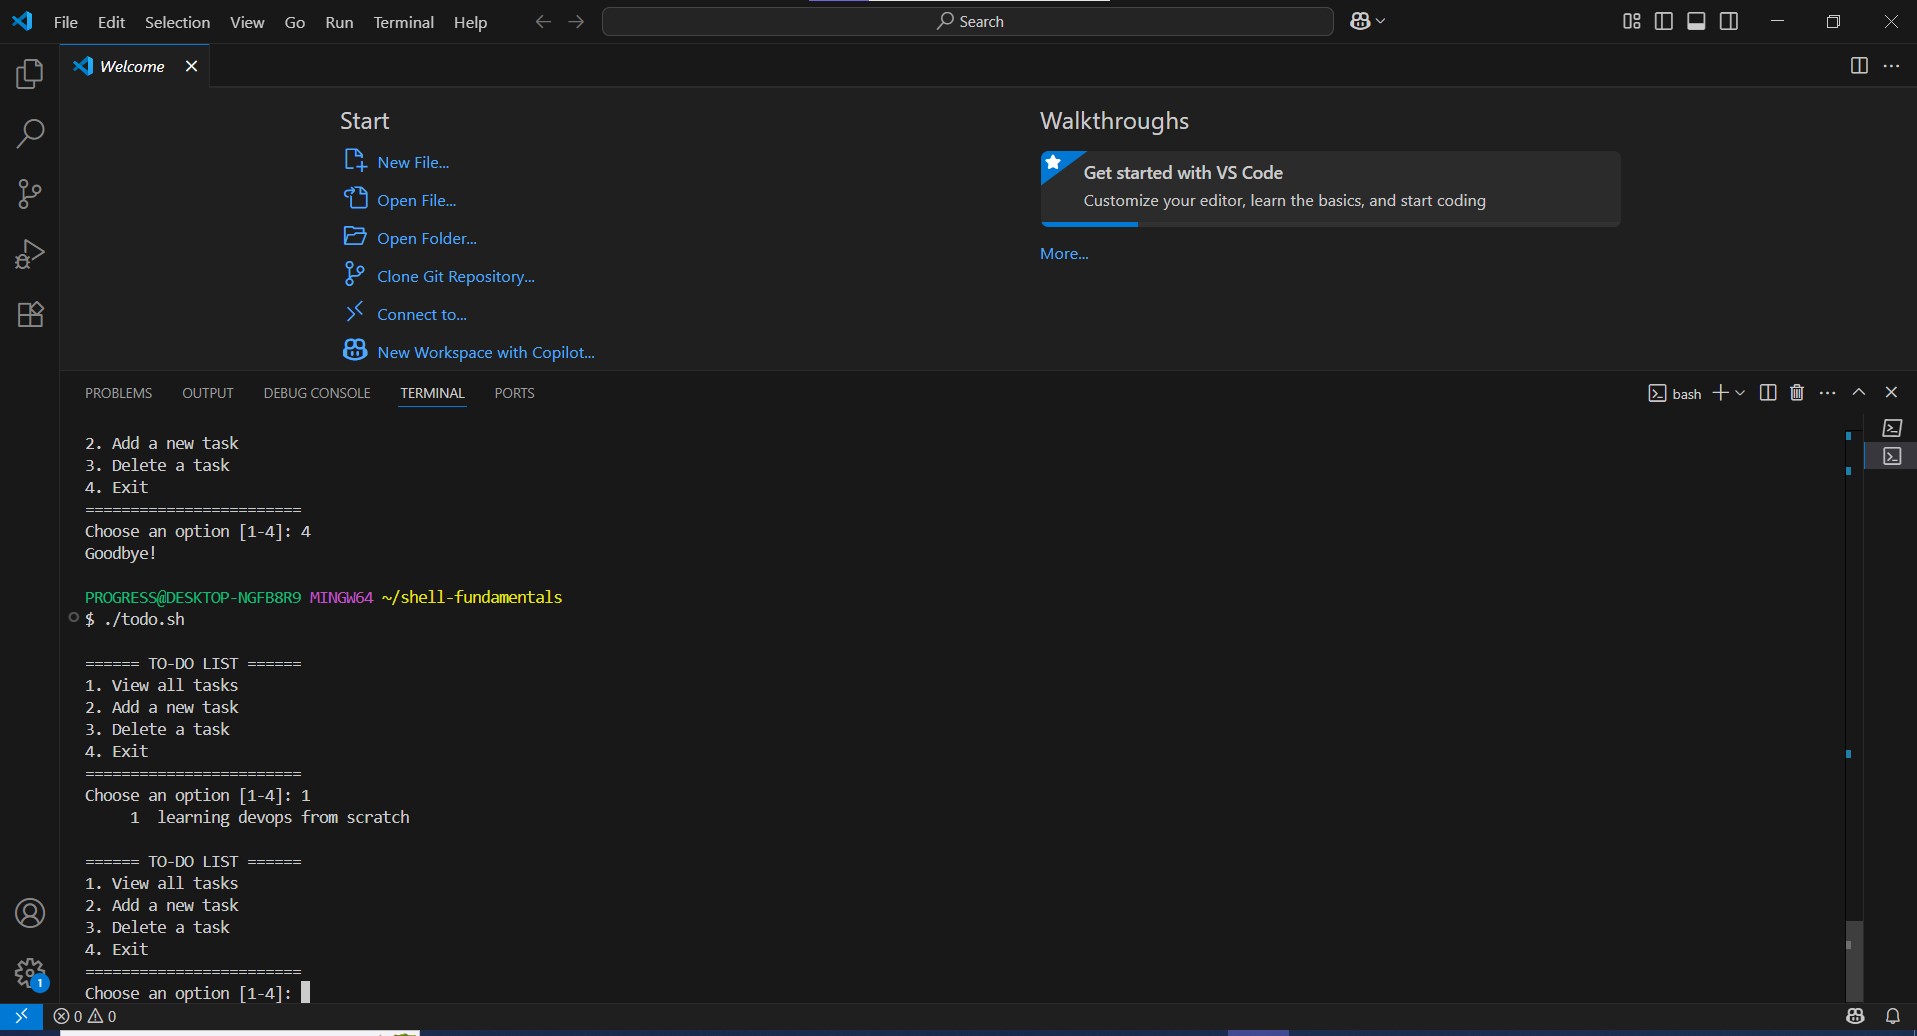 File Edit Selection View Go Run Terminal Help Search
Welcome
Start
New File...
Open File...
Open Folder...
Clone Git Repository...
Connect to...
New Workspace with Copilot...
Walkthroughs
Get started with VS Code
Customize your editor, learn the basics, and start coding
More...
PROBLEMS OUTPUT DEBUG CONSOLE TERMINAL PORTS bash
2. Add a new task
3. Delete a task
4. Exit
========================
Choose an option [1-4]: 4
Goodbye!
PROGRESS@DESKTOP-NGFB8R9 MINGW64 ~/shell-fundamentals
$ ./todo.sh
====== TO-DO LIST ======
1. View all tasks
2. Add a new task
3. Delete a task
4. Exit
========================
Choose an option [1-4]: 1
1 learning devops from scratch
====== TO-DO LIST ======
1. View all tasks
2. Add a new task
3. Delete a task
4. Exit
========================
Choose an option [1-4]:
1
0 0